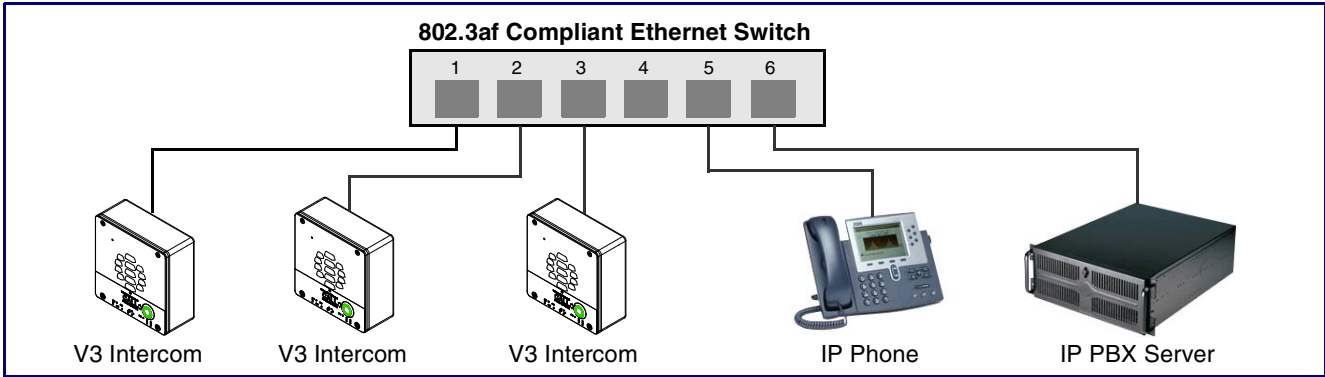 802.3af Compliant Ethernet Switch
1 2 3 4 5 6
V3 Intercom V3 Intercom V3 Intercom IP Phone IP PBX Server